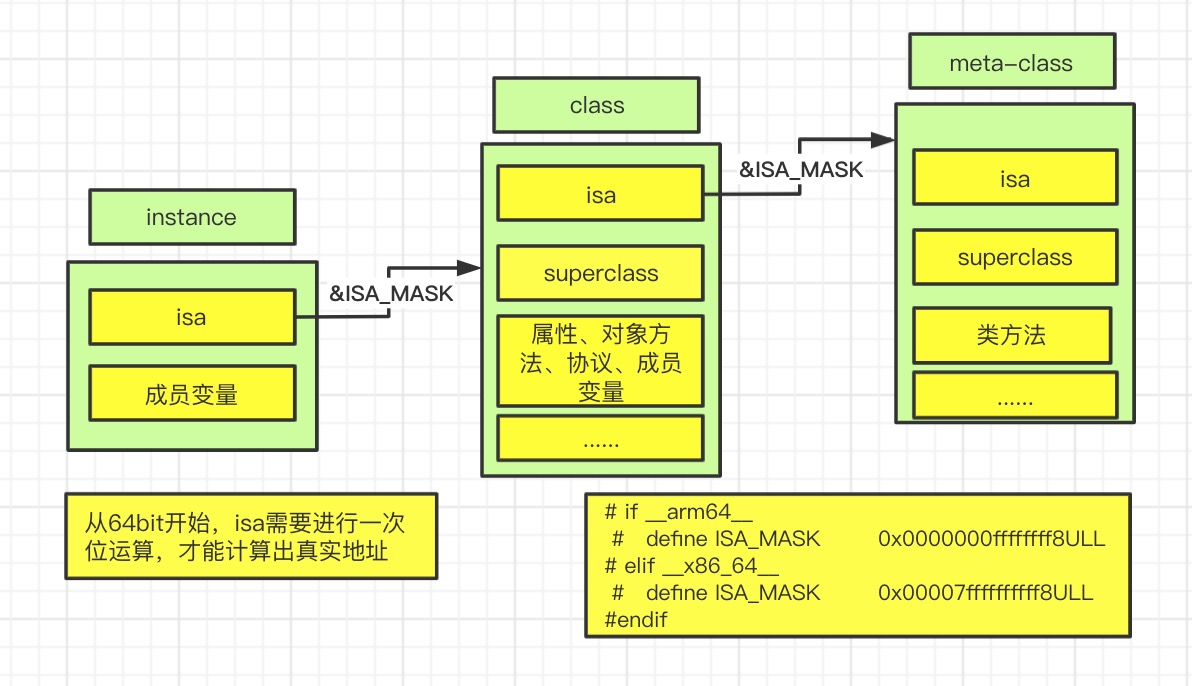 instance
isa
成员变量
&ISA_MASK
class
isa
superclass
属性、对象方
法、协议、成员
变量
......
&ISA_MASK
meta-class
isa
superclass
类方法
......
从64bit开始，isa需要进行一次
位运算，才能计算出真实地址
# if __arm64__
#   define ISA_MASK        0x0000000ffffffff8ULL
# elif __x86_64__
#   define ISA_MASK        0x00007ffffffffff8ULL
#endif